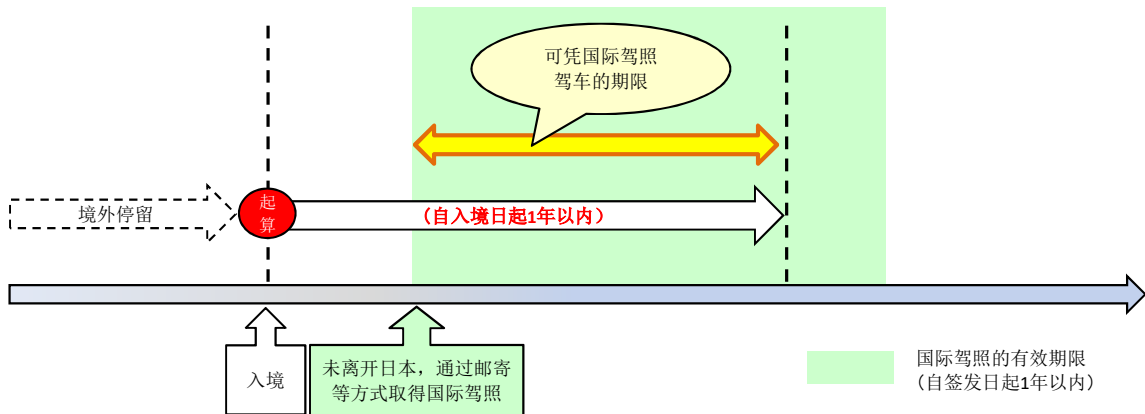 可凭国际驾照
驾车的期限
境外停留
起
算
（自入境日起1年以内）
入境
未离开日本，通过邮寄
等方式取得国际驾照
国际驾照的有效期限
（自签发日起1年以内）